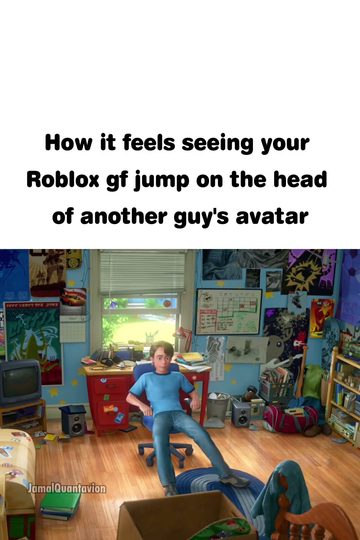 How it feels seeing your
Roblox gf jump on the head
of another guy's avatar
JamalQuantavion